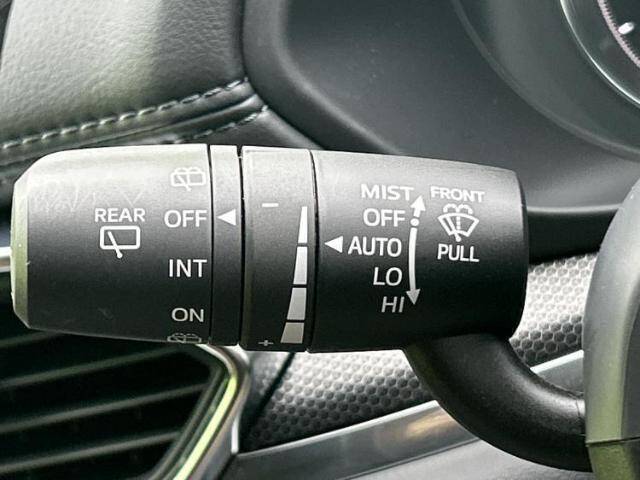 REAR
OFF
INT
ON
−
+
MIST
OFF
AUTO
LO
HI
FRONT
PULL